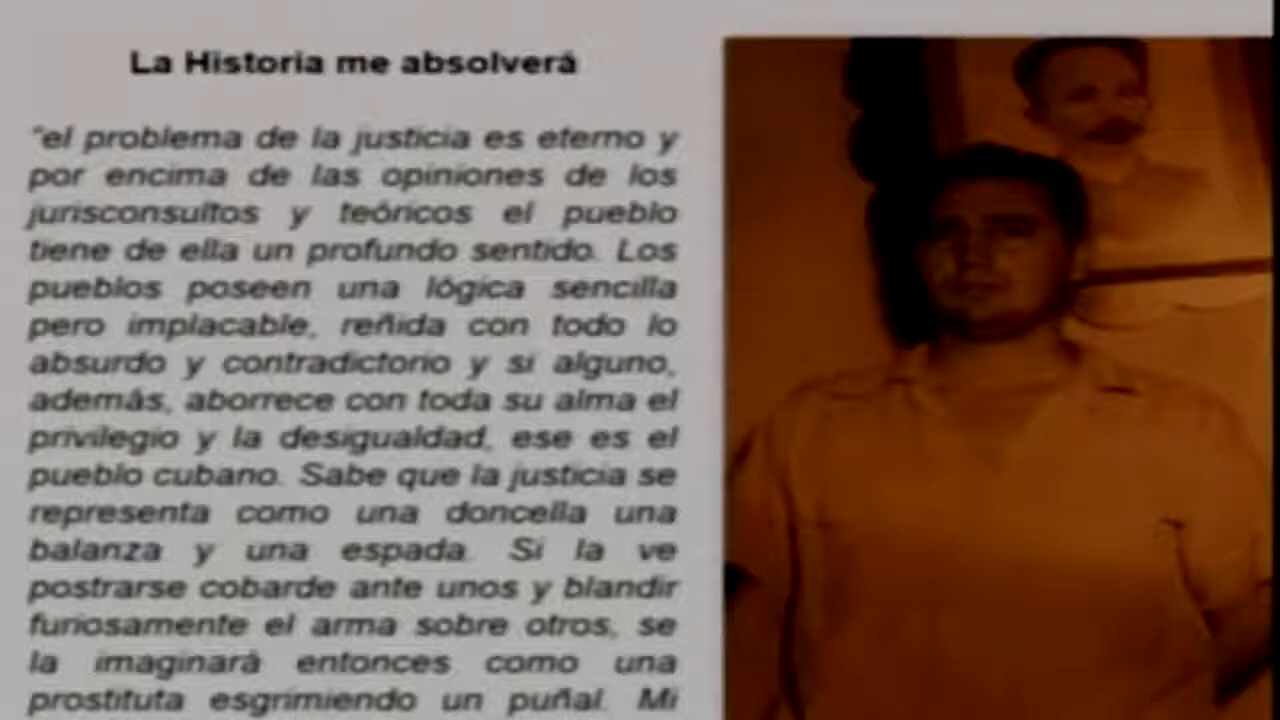 La Historia me absolverá
"el problema de la justicia es eterno y
por encima de las opiniones de los
jurisconsultos y teóricos el pueblo
tiene de ella un profundo sentido. Los
pueblos poseen una lógica sencilla
pero implacable, reñida con todo lo
absurdo y contradictorio y si alguno,
además, aborrece con toda su alma el
privilegio y la desigualdad, ese es el
pueblo cubano. Sabe que la justicia se
representa como una doncella una
balanza y una espada. Si la ve
postrarse cobarde ante unos y blandir
furiosamente el arma sobre otros, se
la imaginará entonces como una
prostituta esgrimiendo un puñal. Mi